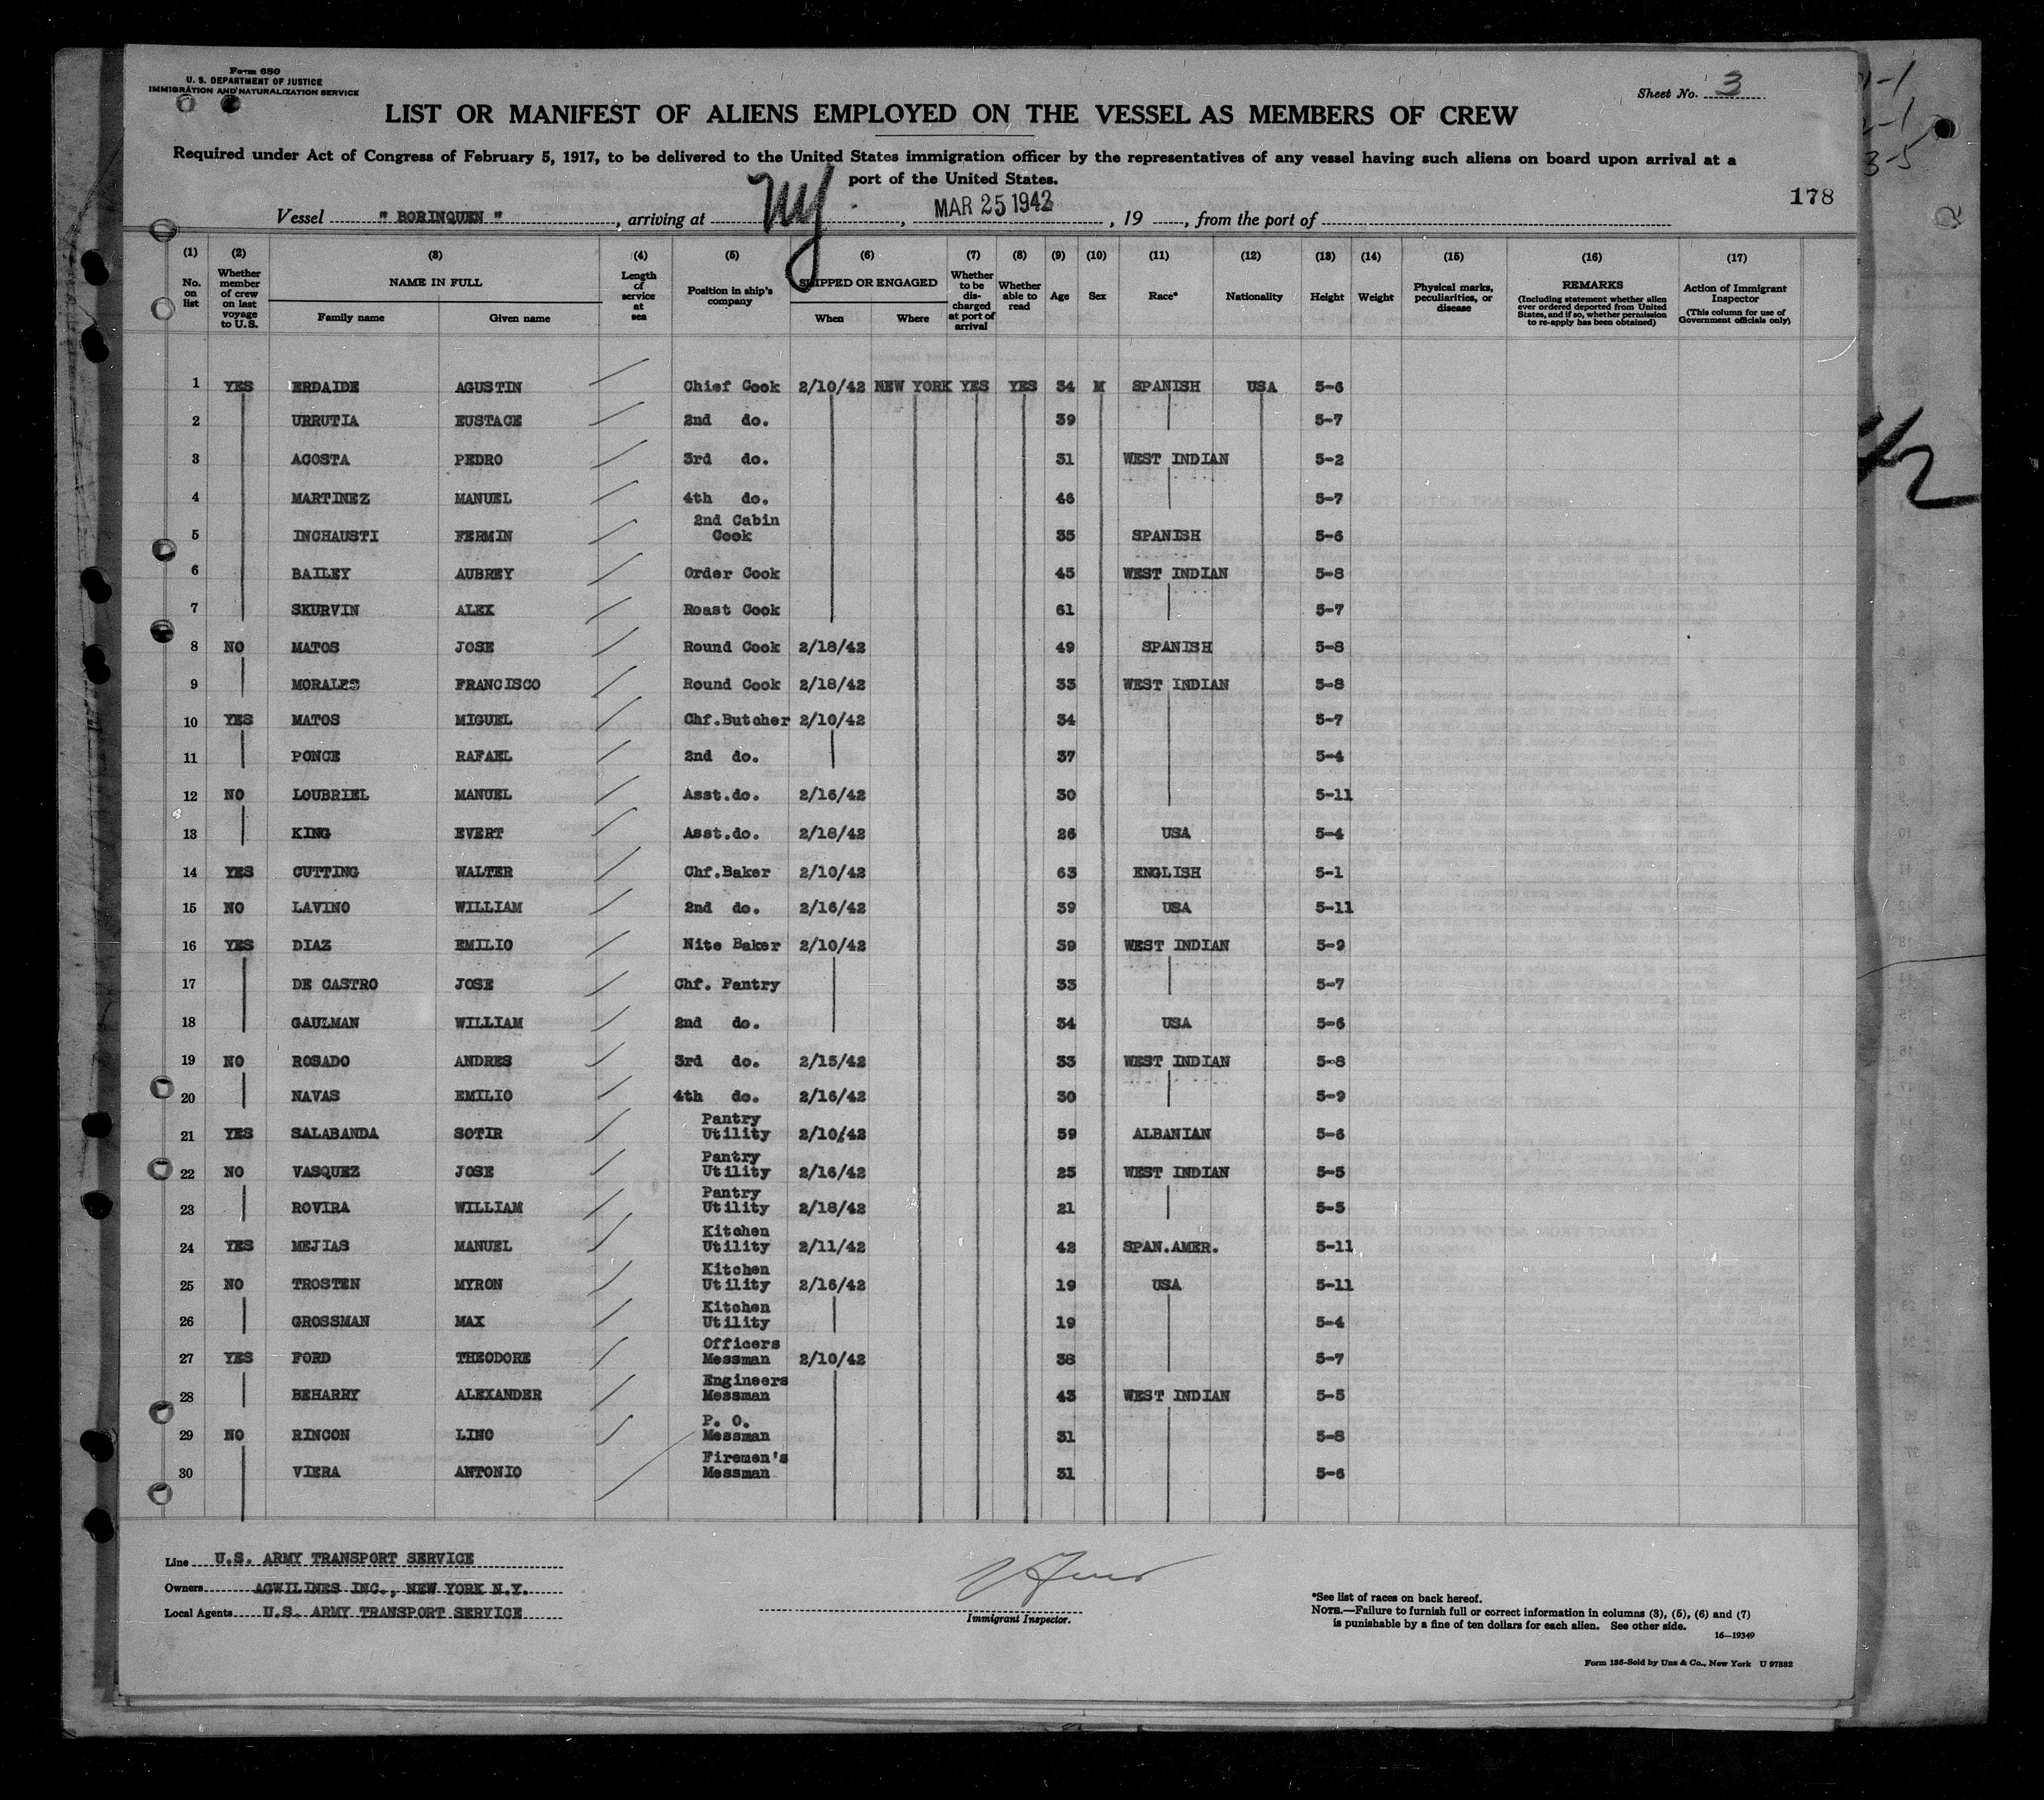 Form 680
U. S. DEPARTMENT OF JUSTICE
IMMIGRATION AND NATURALIZATION SERVICE
Sheet No. 3
LIST OR MANIFEST OF ALIENS EMPLOYED ON THE VESSEL AS MEMBERS OF CREW
Required under Act of Congress of February 5, 1917, to be delivered to the United States immigration officer by the representatives of any vessel having such aliens on board upon arrival at a
port of the United States.
178
Vessel " BORINQUEN ", arriving at NY, MAR 25 1942, 19 , from the port of
(1) (2) (3) (4) (5) (6) (7) (8) (9) (10) (11) (12) (13) (14) (15) (16) (17)
No. on list
Whether member of crew on last voyage to U.S.
NAME IN FULL
Family name Given name
Length of service at sea
Position in ship's company
SHIPPED OR ENGAGED
When Where
Whether to be discharged at port of arrival
Whether able to read
Age
Sex
Race*
Nationality
Height
Weight
Physical marks, peculiarities, or disease
REMARKS
(Including statement whether alien ever ordered deported from United States, and if so, whether permission to re-apply has been obtained)
Action of Immigrant Inspector
(This column for use of Government officials only)
1 YES ERDAIDE AGUSTIN Chief Cook 2/10/42 NEW YORK YES YES 34 M SPANISH USA 5-6
2 URRUTIA EUSTACE 2nd do. 39 5-7
3 ACOSTA PEDRO 3rd do. 31 WEST INDIAN 5-2
4 MARTINEZ MANUEL 4th do. 46 5-7
5 INCHAUSTI FERMIN 2nd Cabin Cook 35 SPANISH 5-6
6 BAILEY AUBREY Order Cook 45 WEST INDIAN 5-8
7 SKURVIN ALEX Roast Cook 61 5-7
8 NO MATOS JOSE Round Cook 2/18/42 49 SPANISH 5-8
9 MORALES FRANCISCO Round Cook 2/18/42 33 WEST INDIAN 5-8
10 YES MATOS MIGUEL Chf.Butcher 2/10/42 34 5-7
11 PONCE RAFAEL 2nd do. 37 5-4
12 NO LOUBRIEL MANUEL Asst.do. 2/16/42 30 5-11
13 KING EVERT Asst.do. 2/18/42 26 USA 5-4
14 YES CUTTING WALTER Chf.Baker 2/10/42 63 ENGLISH 5-1
15 NO LAVINO WILLIAM 2nd do. 2/16/42 39 USA 5-11
16 YES DIAZ EMILIO Nite Baker 2/10/42 39 WEST INDIAN 5-9
17 DE CASTRO JOSE Chf. Pantry 33 5-7
18 GAULMAN WILLIAM 2nd do. 34 USA 5-6
19 NO ROSADO ANDRES 3rd do. 2/15/42 33 WEST INDIAN 5-8
20 NAVAS EMILIO 4th do. 2/16/42 30 5-9
21 YES SALABANDA SOTIR Pantry Utility 2/10/42 59 ALBANIAN 5-6
22 NO VASQUEZ JOSE Pantry Utility 2/16/42 25 WEST INDIAN 5-5
23 ROVIRA WILLIAM Pantry Utility 2/18/42 21 5-5
24 YES MEJIAS MANUEL Kitchen Utility 2/11/42 42 SPAN.AMER. 5-11
25 NO TROSTEN MYRON Kitchen Utility 2/16/42 19 USA 5-11
26 GROSSMAN MAX Kitchen Utility 19 5-4
27 YES FORD THEODORE Officers Messman 2/10/42 38 5-7
28 BEHARRY ALEXANDER Engineers Messman 43 WEST INDIAN 5-5
29 NO RINCON LINO P. O. Messman 31 5-8
30 VIERA ANTONIO Firemen's Messman 31 5-6
Line U.S. ARMY TRANSPORT SERVICE
Owners AGWILINES INC., NEW YORK N.Y.
Local Agents U.S. ARMY TRANSPORT SERVICE
Immigrant Inspector.
*See list of races on back hereof.
NOTE.—Failure to furnish full or correct information in columns (3), (5), (6) and (7)
is punishable by a fine of ten dollars for each alien. See other side.
16—19349
Form 136-Sold by Unz & Co., New York U 97882